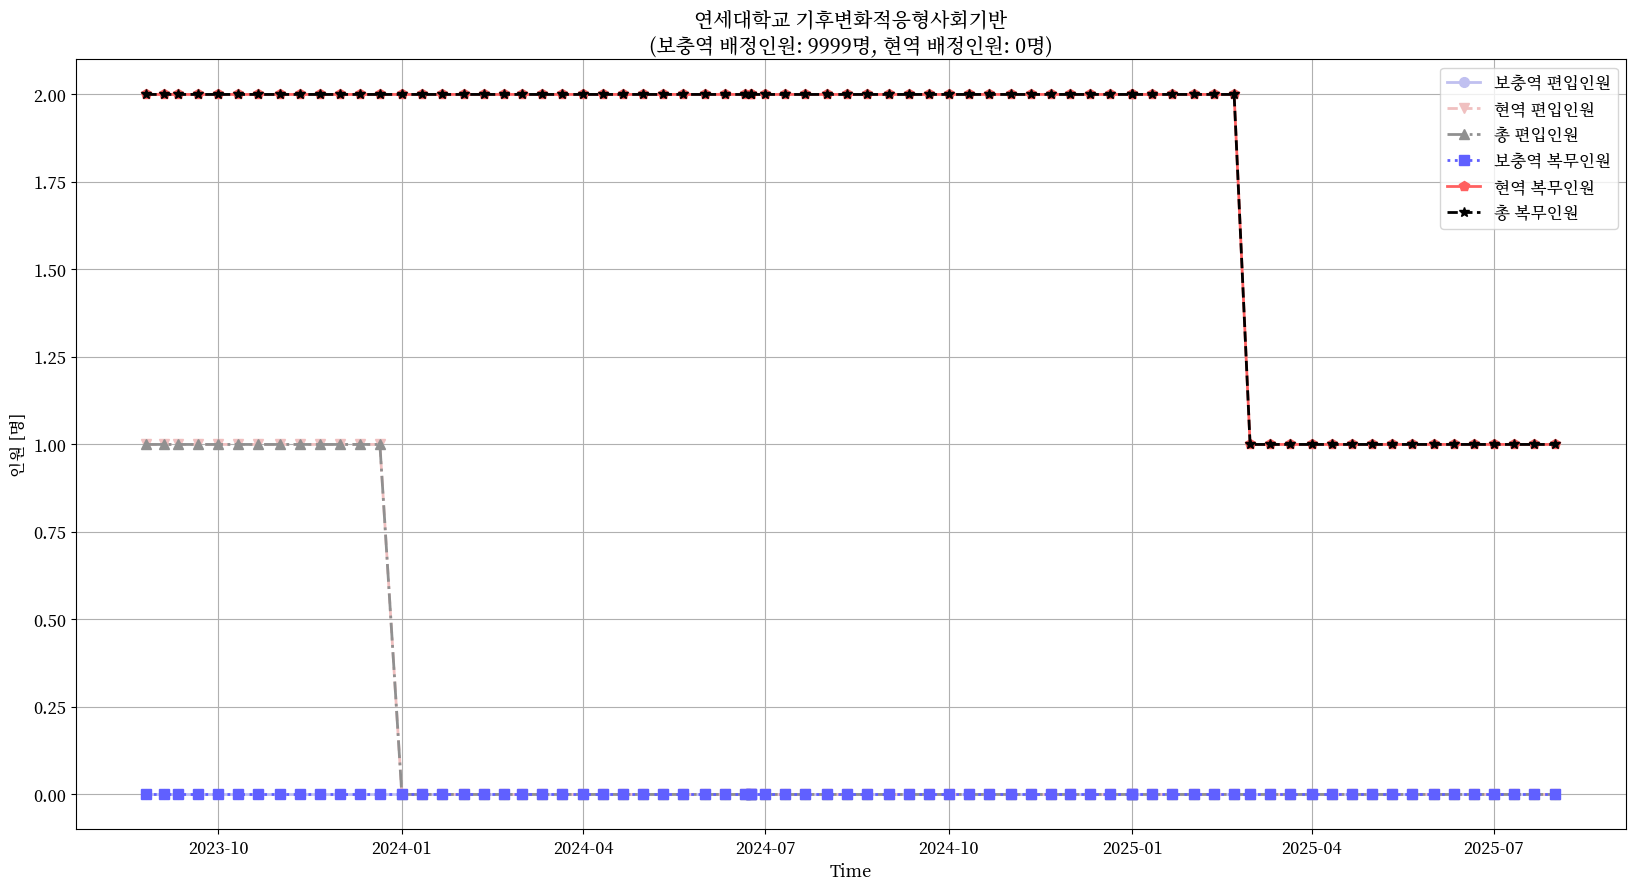 연세대학교 기후변화적응형사회기반
(보충역 배정인원: 9999명, 현역 배정인원: 0명)
보충역 편입인원
현역 편입인원
총 편입인원
보충역 복무인원
현역 복무인원
총 복무인원
인원 [명]
2.00
1.75
1.50
1.25
1.00
0.75
0.50
0.25
0.00
2023-10 2024-01 2024-04 2024-07 2024-10 2025-01 2025-04 2025-07
Time